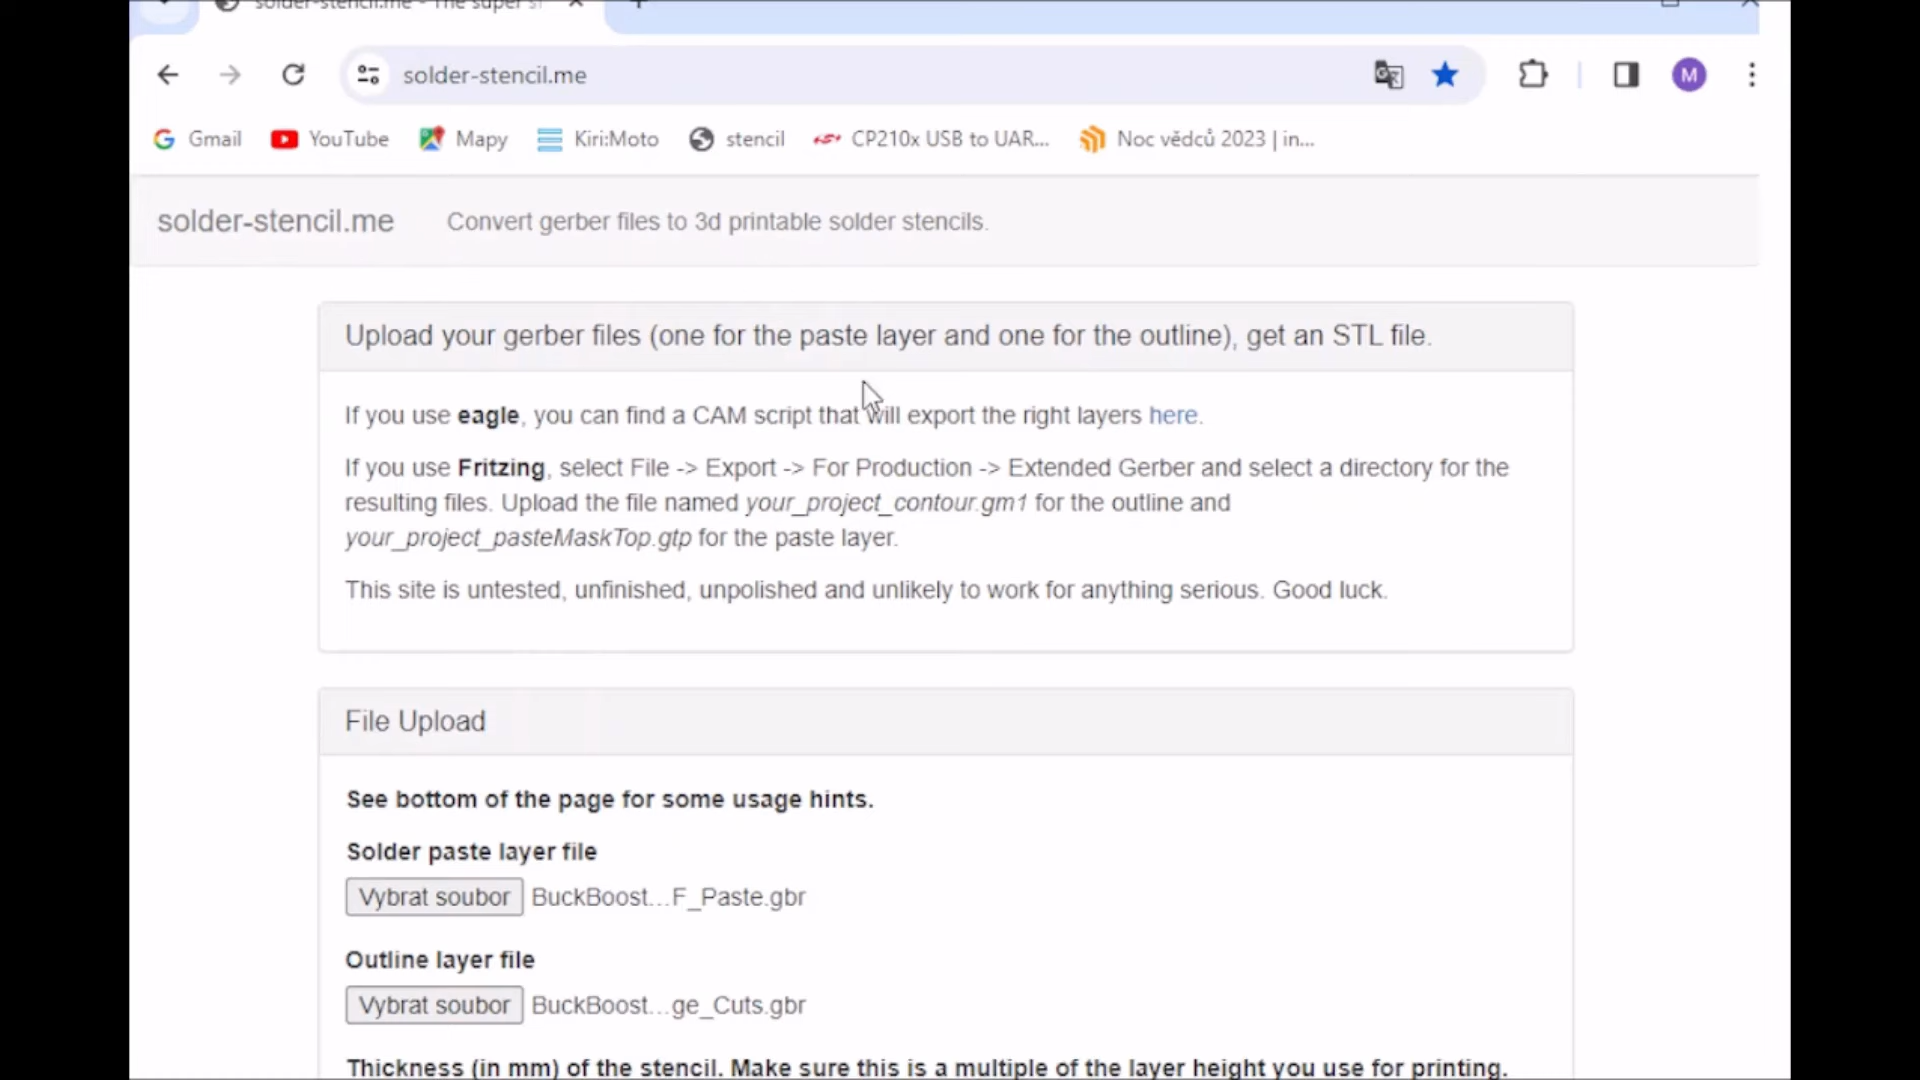 solder-stencil.me - The super s
solder-stencil.me
M
Gmail YouTube Mapy Kiri:Moto stencil CP210x USB to UAR... Noc vědců 2023 | in...
solder-stencil.me Convert gerber files to 3d printable solder stencils.
Upload your gerber files (one for the paste layer and one for the outline), get an STL file.
If you use eagle, you can find a CAM script that will export the right layers here.
If you use Fritzing, select File -> Export -> For Production -> Extended Gerber and select a directory for the
resulting files. Upload the file named your_project_contour.gm1 for the outline and
your_project_pasteMaskTop.gtp for the paste layer.
This site is untested, unfinished, unpolished and unlikely to work for anything serious. Good luck.
File Upload
See bottom of the page for some usage hints.
Solder paste layer file
Vybrat soubor BuckBoost...F_Paste.gbr
Outline layer file
Vybrat soubor BuckBoost...ge_Cuts.gbr
Thickness (in mm) of the stencil. Make sure this is a multiple of the layer height you use for printing.